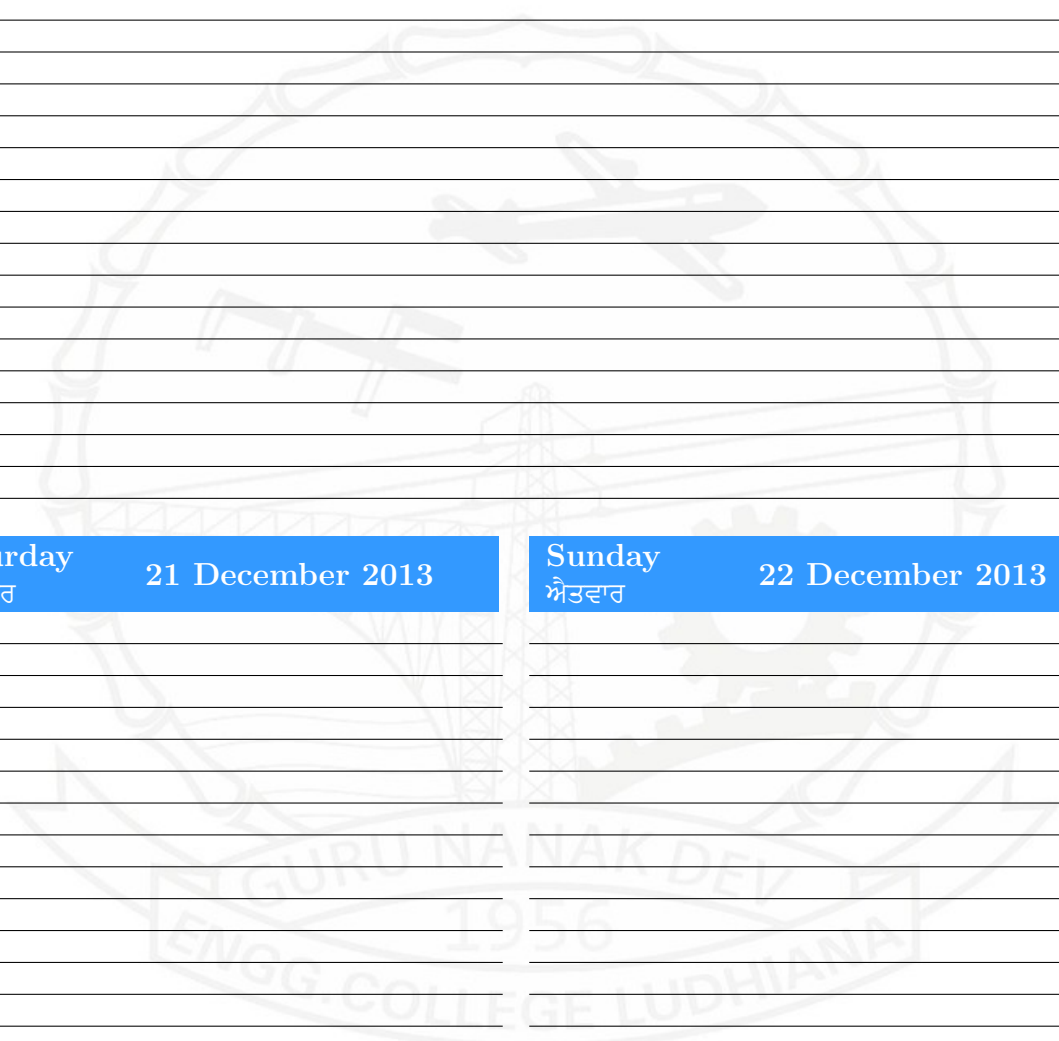 urday
ਰ
21 December 2013
Sunday
ਐਤਵਾਰ
22 December 2013
GURU NANAK DEV
1956
ENGG.COLLEGE LUDHIANA